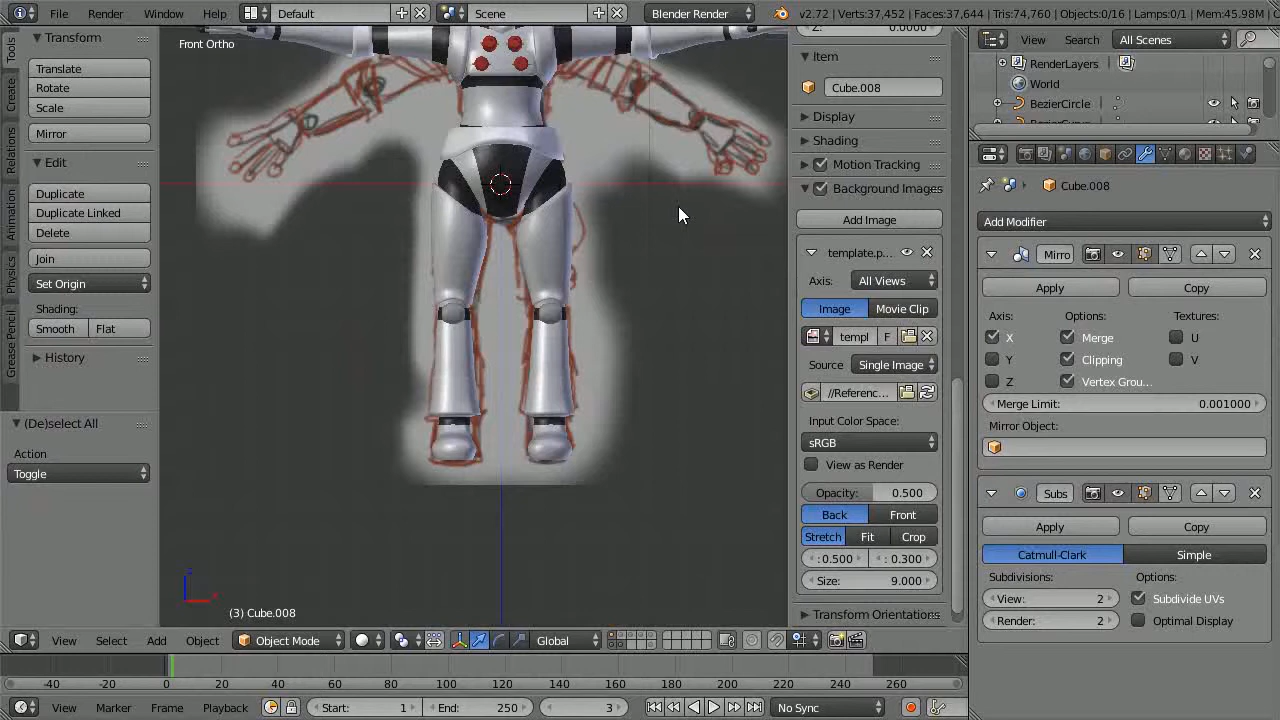 File Render Window Help Default Scene Blender Render v2.72 | Verts:37,452 | Faces:37,644 | Tris:74,760 | Objects:0/16 | Lamps:0/1 | Mem:45.98M
Tools
Create
Relations
Animation
Physics
Grease Pencil
Transform
Translate
Rotate
Scale
Mirror
Edit
Duplicate
Duplicate Linked
Delete
Join
Set Origin
Shading:
Smooth Flat
History
(De)select All
Action
Toggle
Front Ortho
(3) Cube.008
Z: 0.0000
Item
Cube.008
Display
Shading
Motion Tracking
Background Images
Add Image
template.p...
Axis: All Views
Image Movie Clip
templ F
Source Single Image
//Referenc...
Input Color Space:
sRGB
View as Render
Opacity: 0.500
Back Front
Stretch Fit Crop
: 0.500 : 0.300
Size: 9.000
Transform Orientations
View Search All Scenes
RenderLayers
World
BezierCircle
Cube.008
Add Modifier
Mirro
Apply Copy
Axis: Options: Textures:
X Merge U
Y Clipping V
Z Vertex Grou...
Merge Limit: 0.001000
Mirror Object:
Subs
Apply Copy
Catmull-Clark Simple
Subdivisions: Options:
View: 2 Subdivide UVs
Render: 2 Optimal Display
View Select Add Object Object Mode Global
-40 -20 0 20 40 60 80 100 120 140 160 180 200 220 240 260
View Marker Frame Playback Start: 1 End: 250 3 No Sync